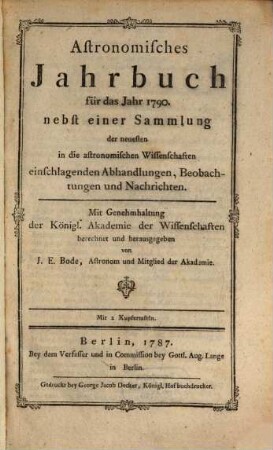 Astronomisches
Jahrbuch
für das Jahr 1790.
nebst einer Sammlung
der neuesten
in die astronomischen Wissenschaften
einschlagenden Abhandlungen, Beobach-
tungen und Nachrichten.
Mit Genehmhaltung
der Königl. Akademie der Wissenschaften
berechnet und herausgegeben
von
J. E. Bode, Astronom und Mitglied der Akademie.
Mit 2 Kupfertafeln.
Berlin, 1787.
Bey dem Verfasser und in Commission bey Gottl. Aug. Lange
in Berlin.
Gedruckt bey George Jacob Decker, Königl. Hofbuchdrucker.